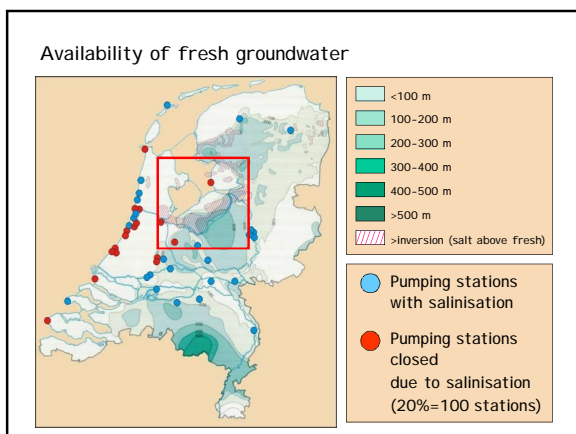 Availability of fresh groundwater
<100 m
100-200 m
200-300 m
300-400 m
400-500 m
>500 m
>inversion (salt above fresh)
Pumping stations
with salinisation
Pumping stations
closed
due to salinisation
(20%=100 stations)